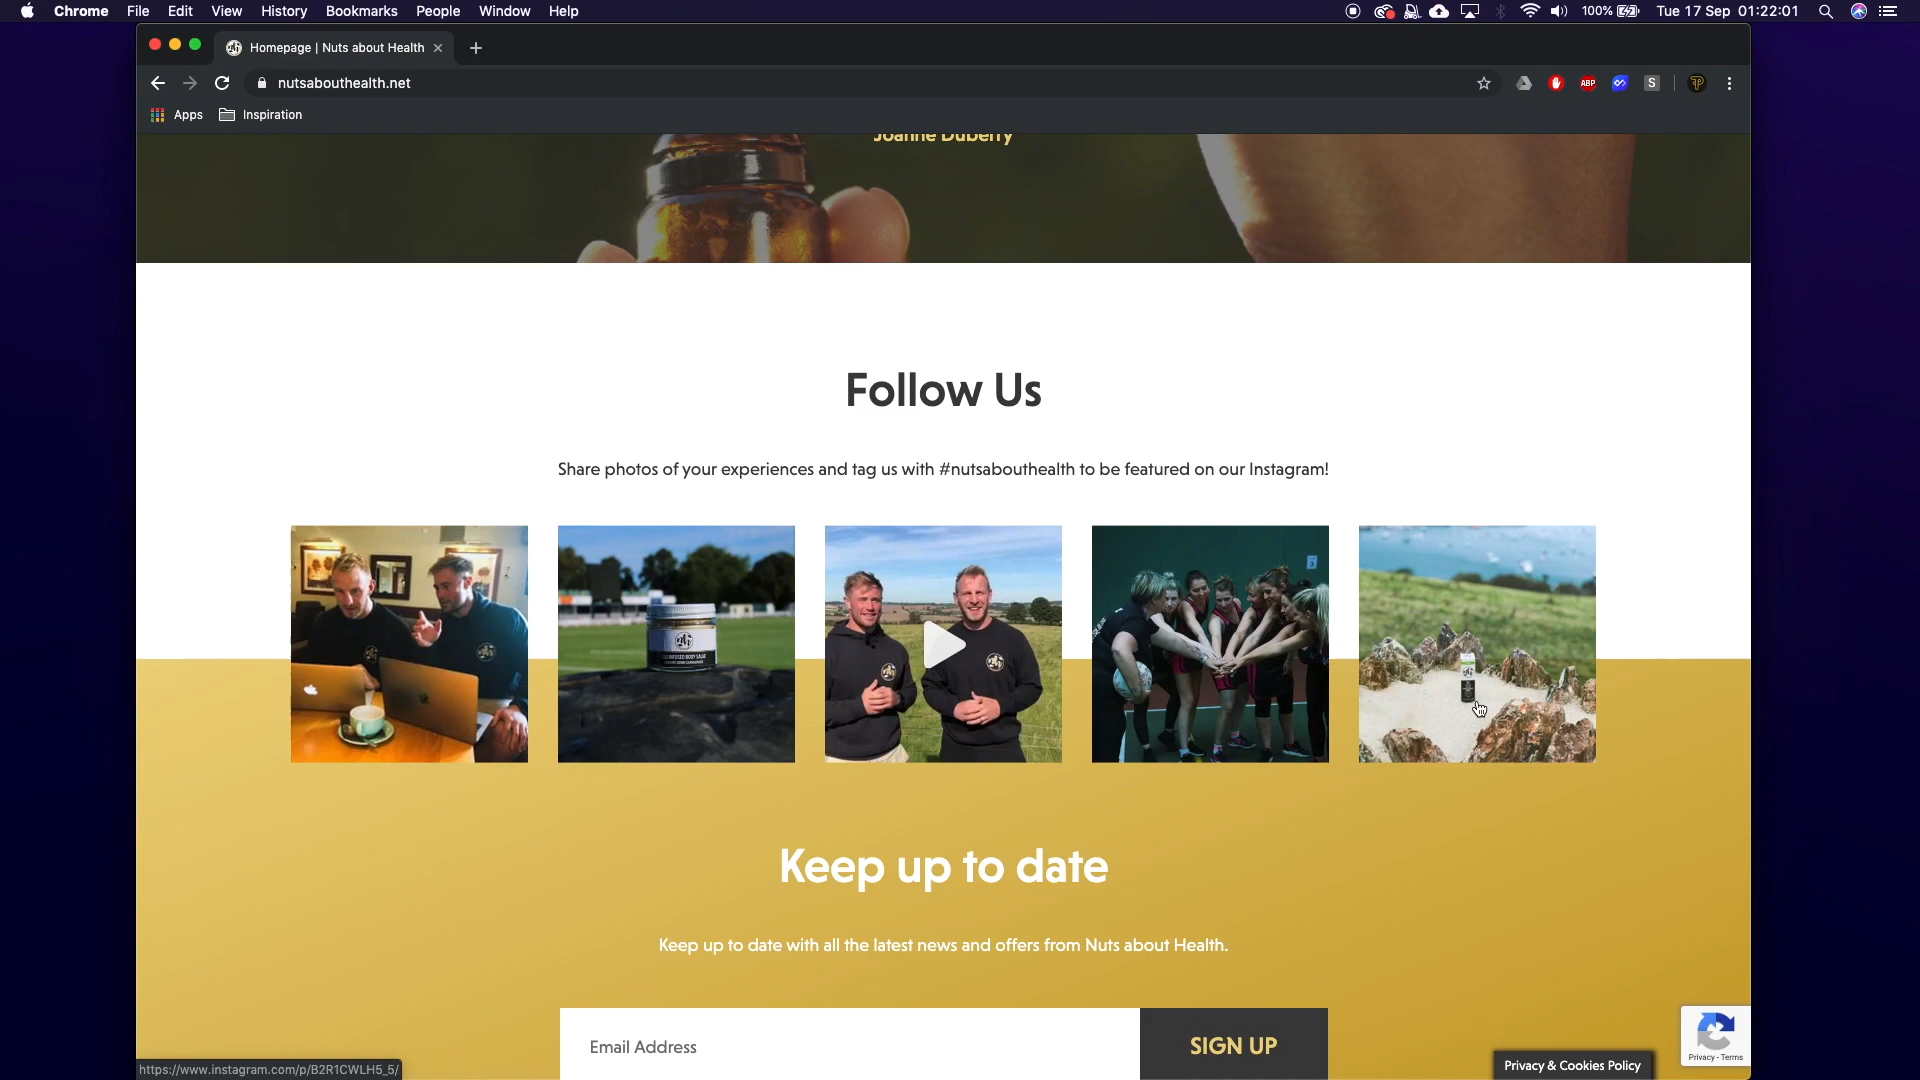 Chrome File Edit View History Bookmarks People Window Help 100% Tue 17 Sep 01:22:01
Homepage | Nuts about Health
nutsabouthealth.net
ABP S
Apps Inspiration
Joanne Duberry
Follow Us
Share photos of your experiences and tag us with #nutsabouthealth to be featured on our Instagram!
Keep up to date
Keep up to date with all the latest news and offers from Nuts about Health.
Email Address SIGN UP
Privacy - Terms
Privacy & Cookies Policy
https://www.instagram.com/p/B2R1CWLH5_5/